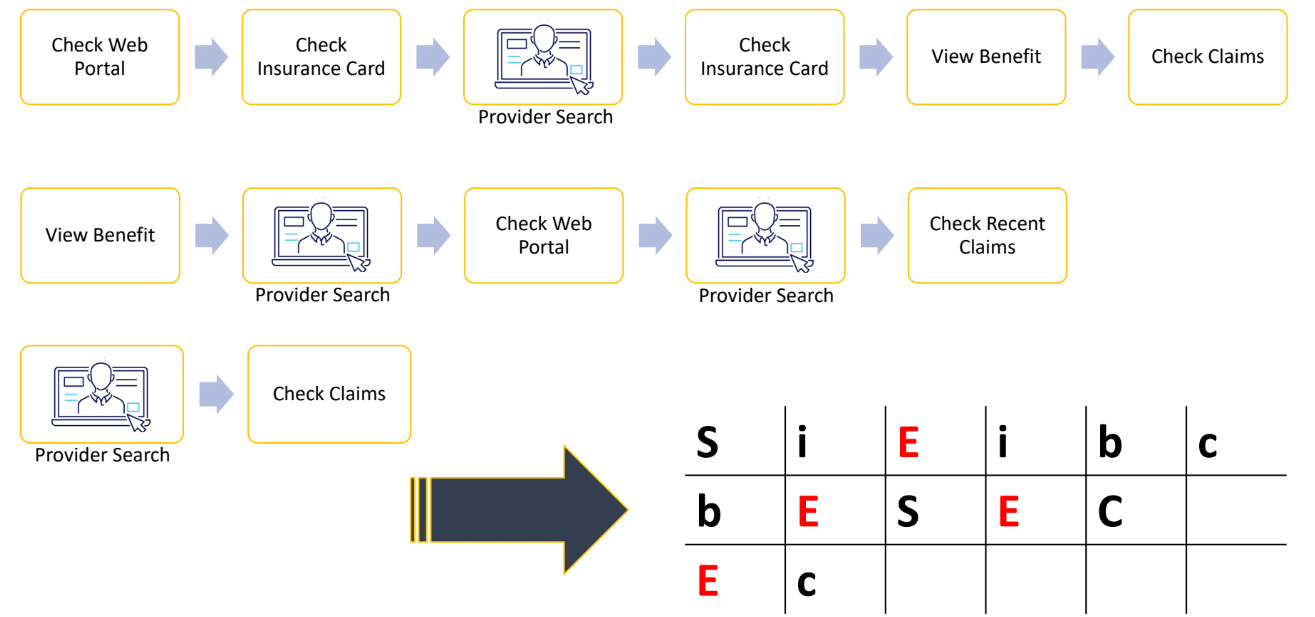 Check Web
Portal
Check
Insurance Card
Provider Search
Check
Insurance Card
View Benefit
Check Claims
View Benefit
Provider Search
Check Web
Portal
Provider Search
Check Recent
Claims
Provider Search
Check Claims
S i E i b c
b E S E C
E c